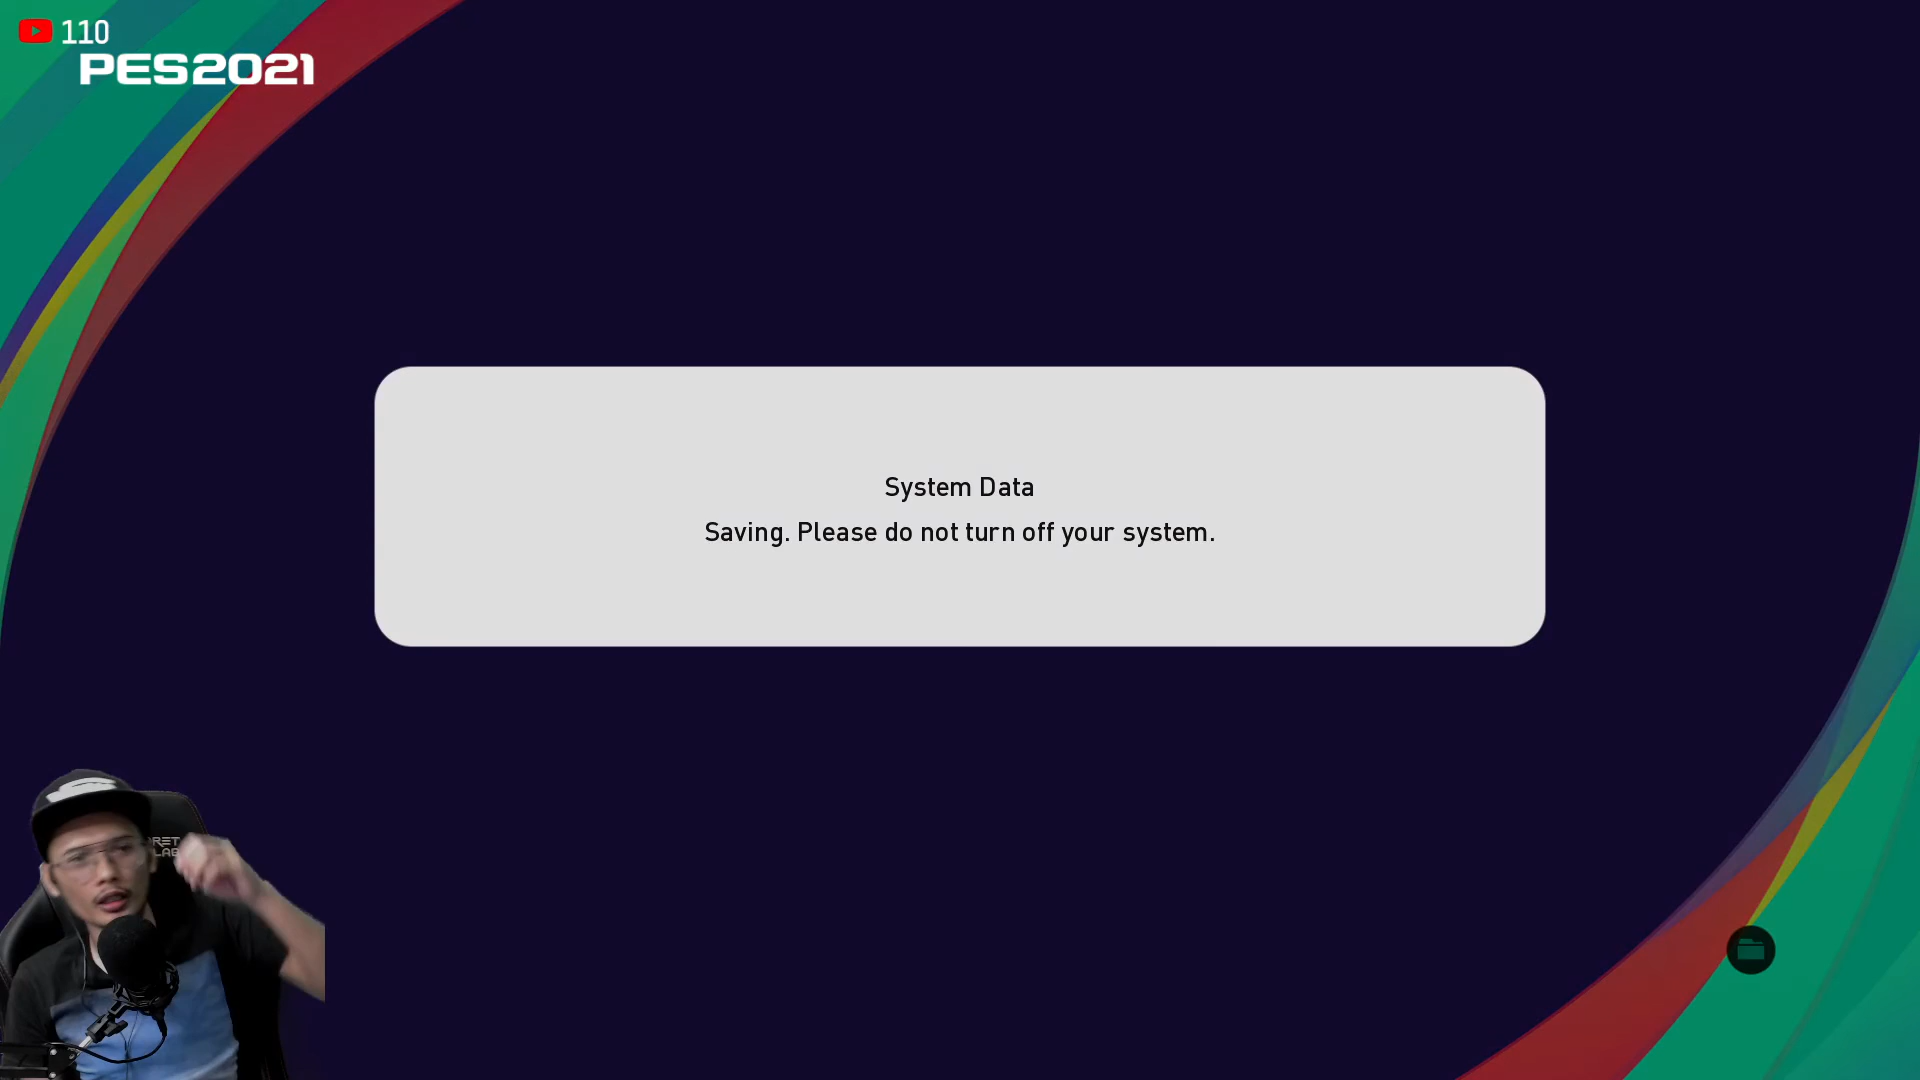 110
PES2021
System Data
Saving. Please do not turn off your system.